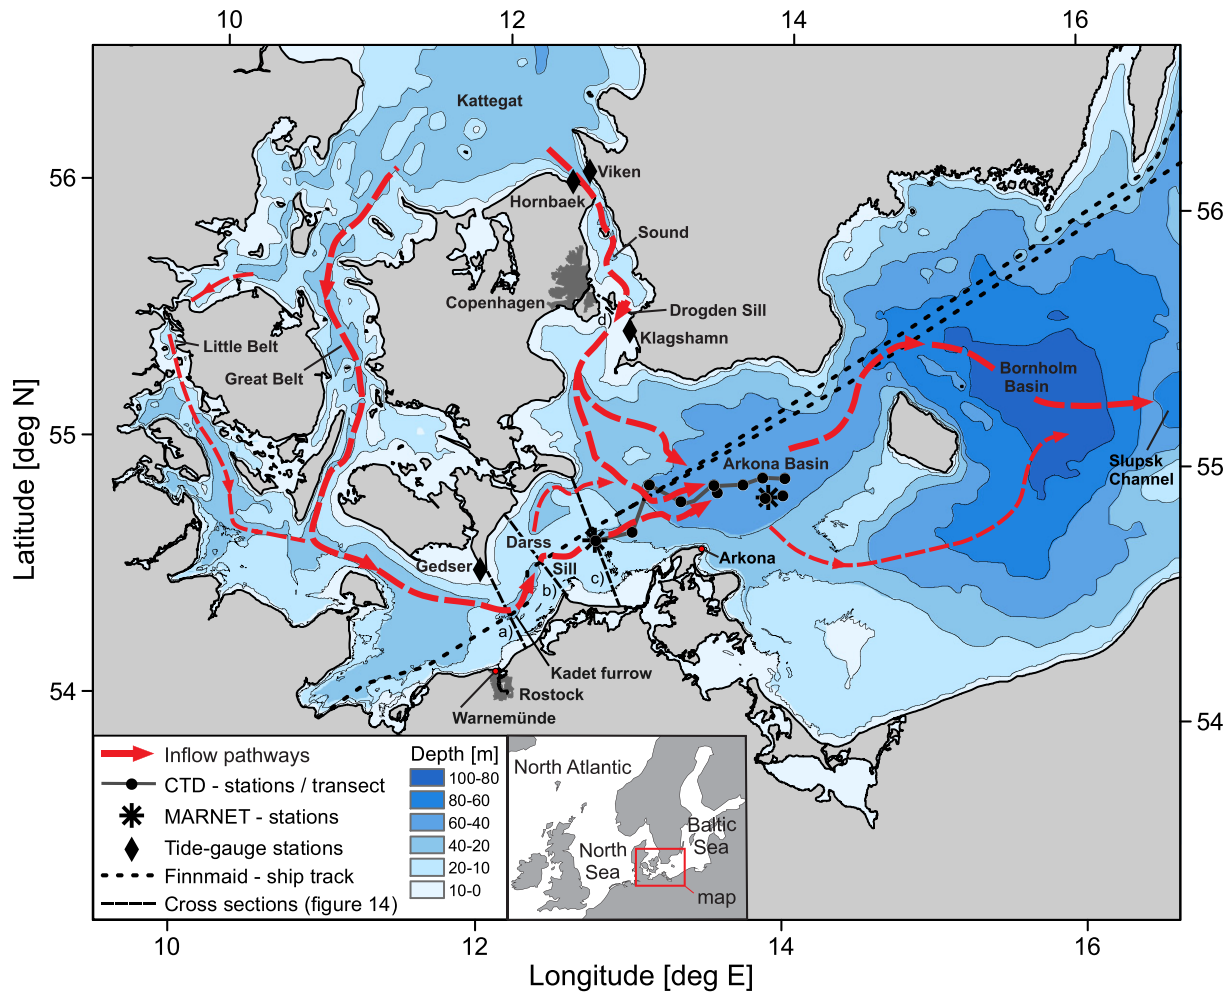 10 12 14 16
Kattegat
56
Viken
Hornbaek
56
Sound
Copenhagen
Drogden Sill
d)
Klagshamn
Little Belt
Great Belt
Bornholm
Basin
55
55
Arkona Basin
Slupsk
Channel
Darss
Sill
Arkona
Gedser
b)
c)
a)
Kadet furrow
54
Rostock
Warnemünde
54
Latitude [deg N]
Inflow pathways
CTD - stations / transect
MARNET - stations
Tide-gauge stations
Finnmaid - ship track
Cross sections (figure 14)
Depth [m]
100-80
80-60
60-40
40-20
20-10
10-0
North Atlantic
Baltic
Sea
North
Sea
map
10 12 14 16
Longitude [deg E]